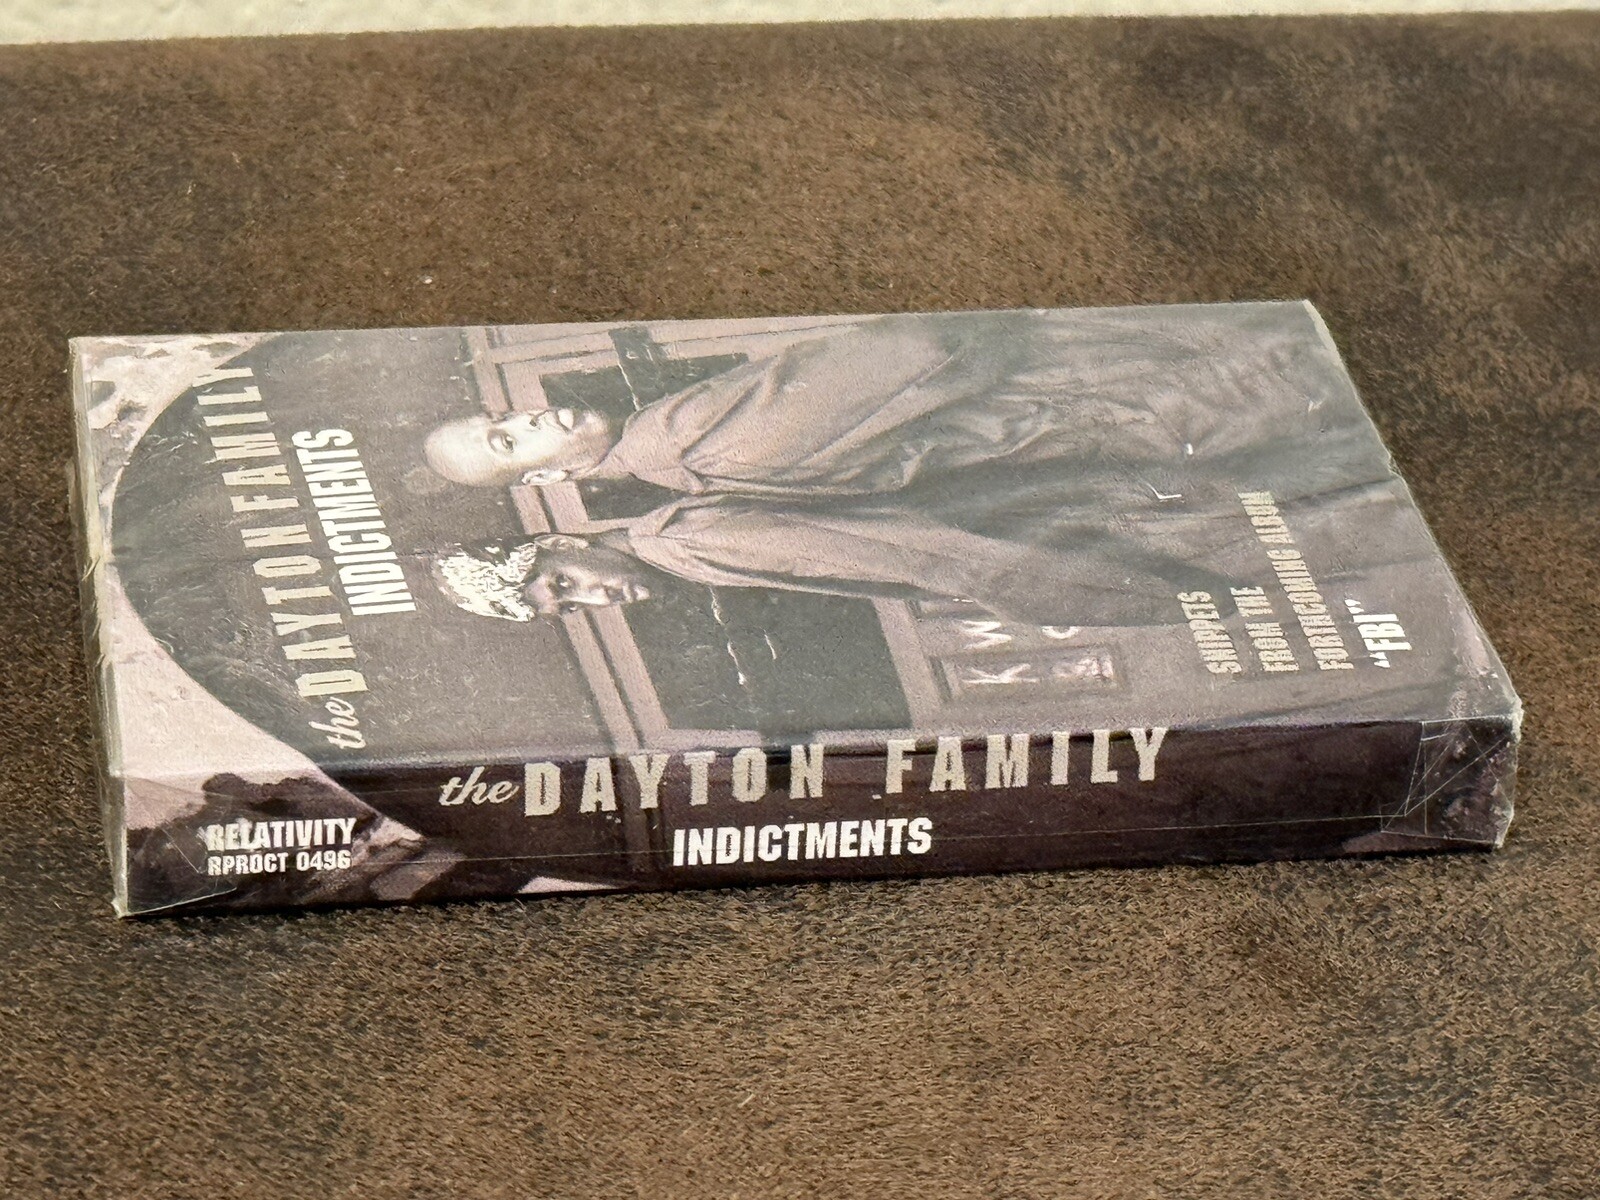 the DAYTON FAMILY
INDICTMENTS
SNIPPETS
FROM THE
FORTHCOMING ALBUM
"FBI"
the DAYTON FAMILY
INDICTMENTS
RELATIVITY
RPROCT 0496